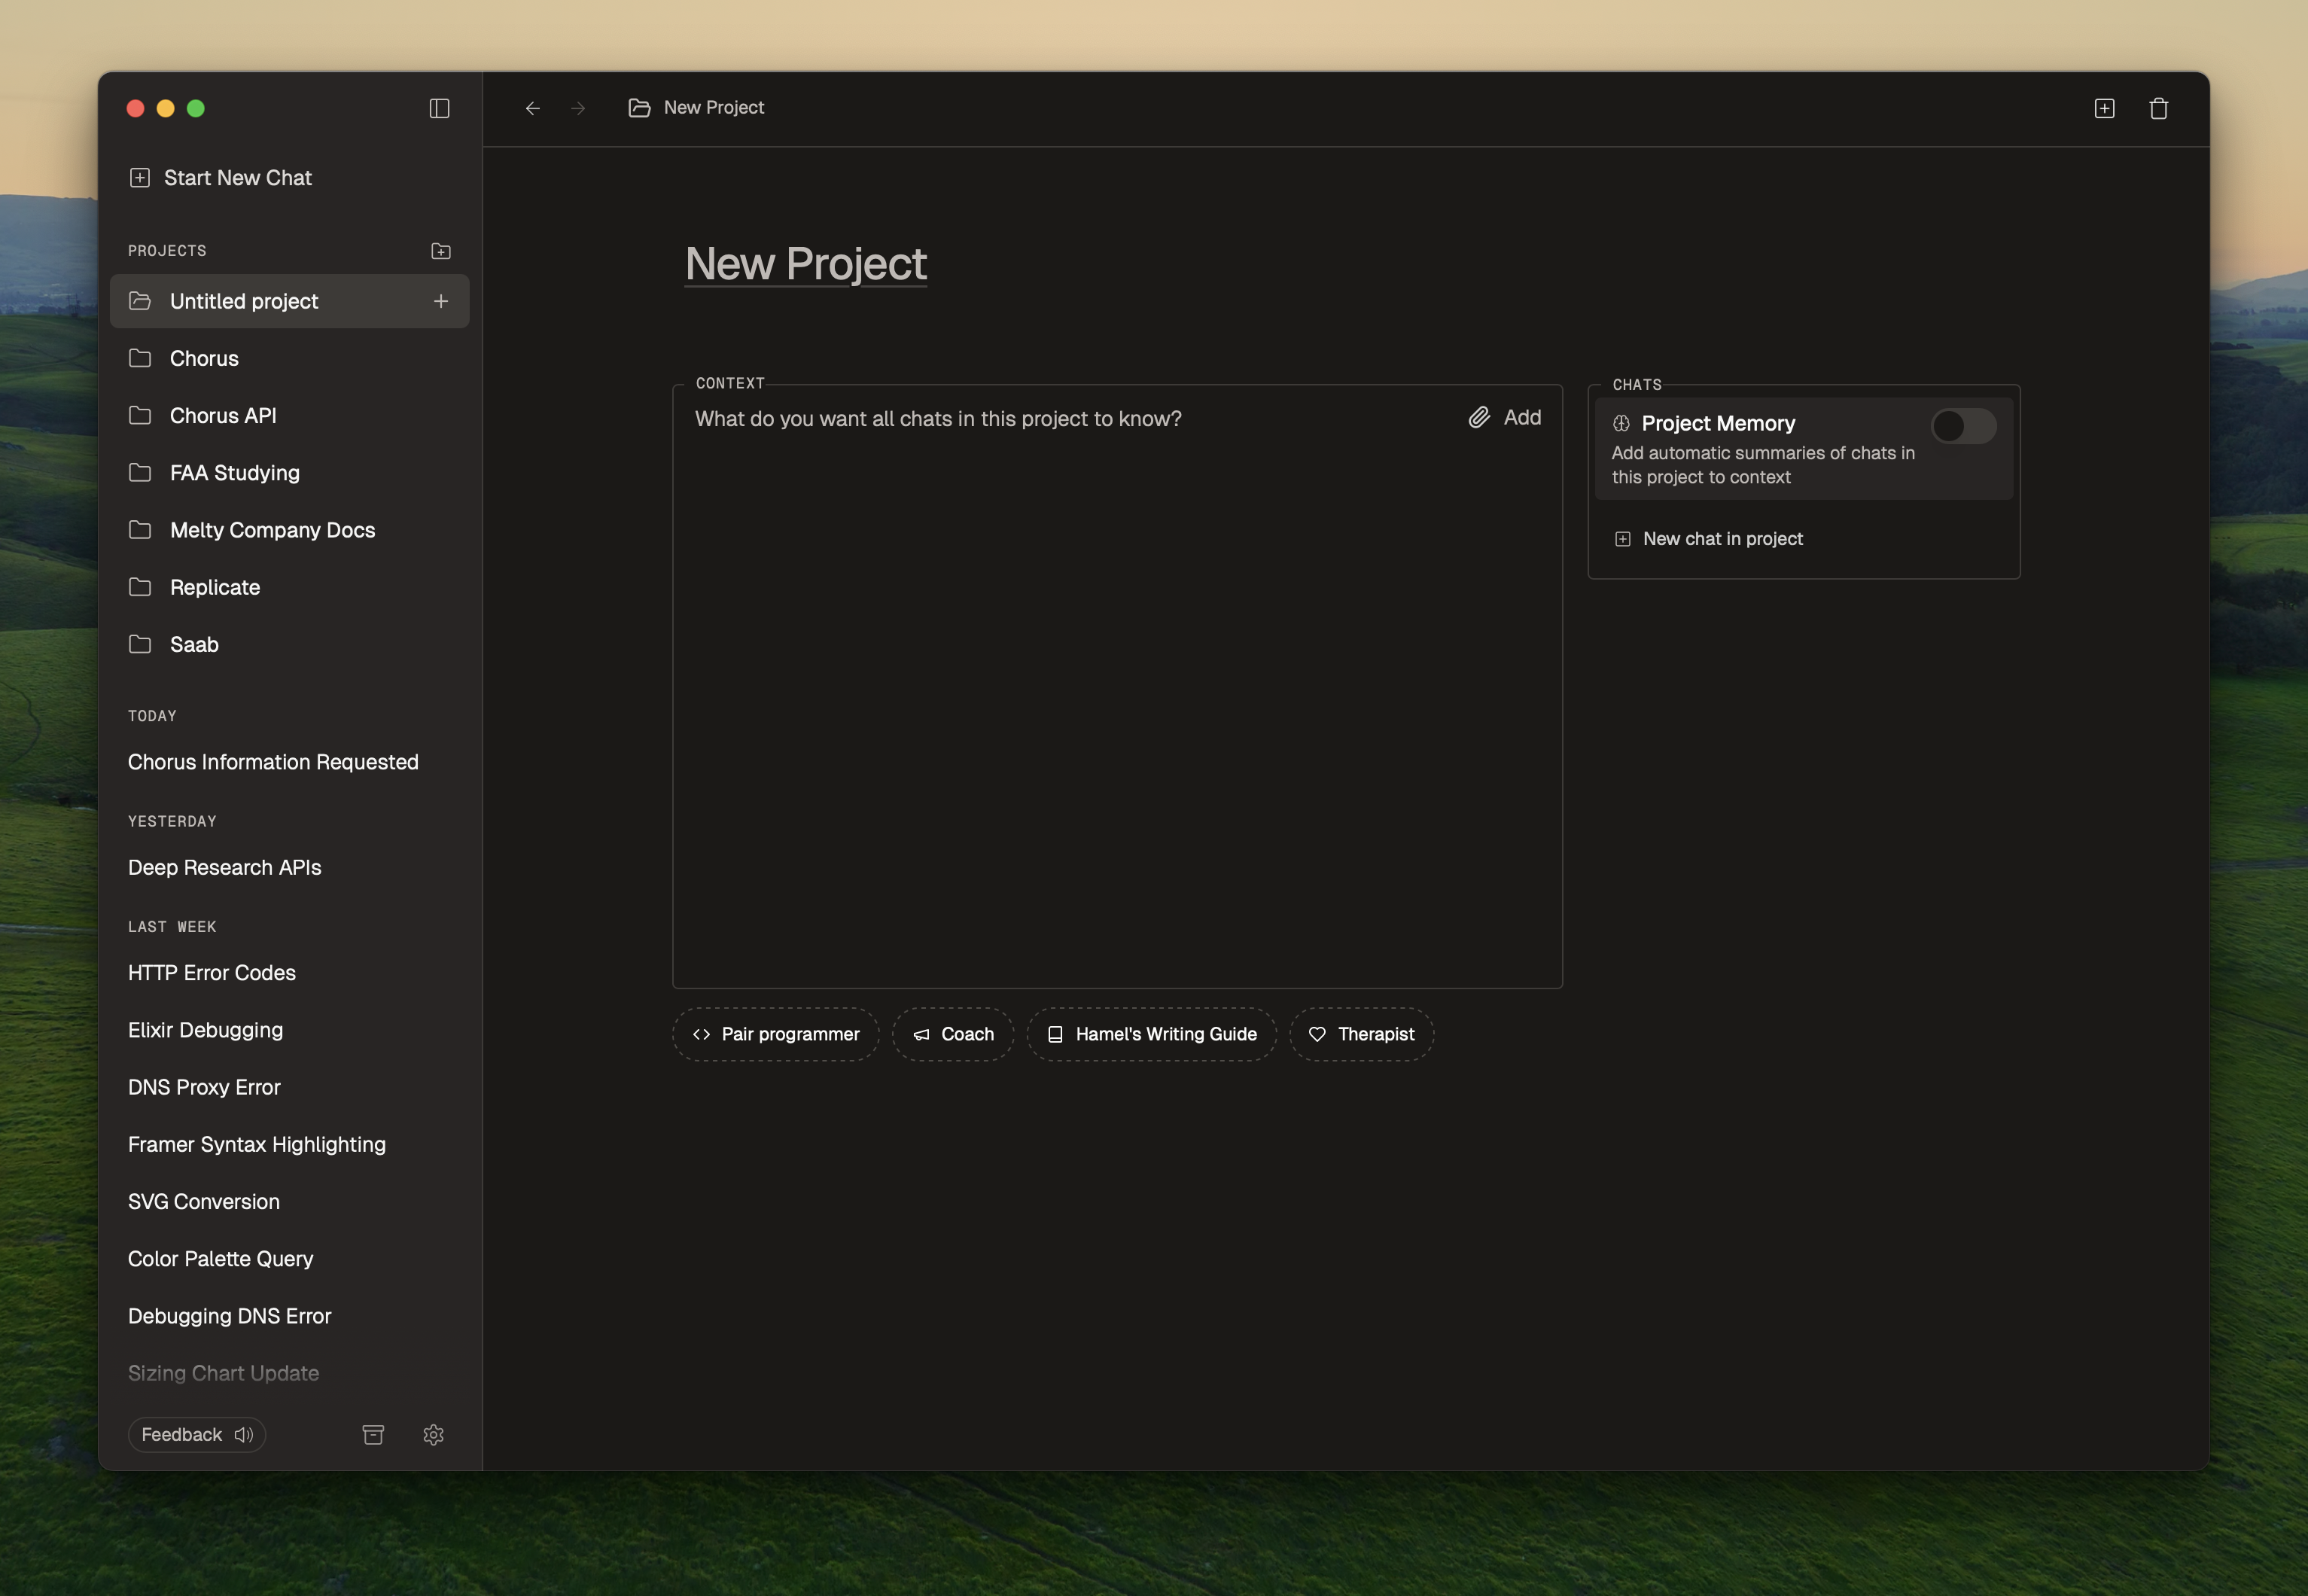 New Project
Start New Chat
PROJECTS
Untitled project
Chorus
Chorus API
FAA Studying
Melty Company Docs
Replicate
Saab
TODAY
Chorus Information Requested
YESTERDAY
Deep Research APIs
LAST WEEK
HTTP Error Codes
Elixir Debugging
DNS Proxy Error
Framer Syntax Highlighting
SVG Conversion
Color Palette Query
Debugging DNS Error
Sizing Chart Update
Feedback
New Project
CONTEXT
What do you want all chats in this project to know?
Add
Pair programmer
Coach
Hamel's Writing Guide
Therapist
CHATS
Project Memory
Add automatic summaries of chats in
this project to context
New chat in project